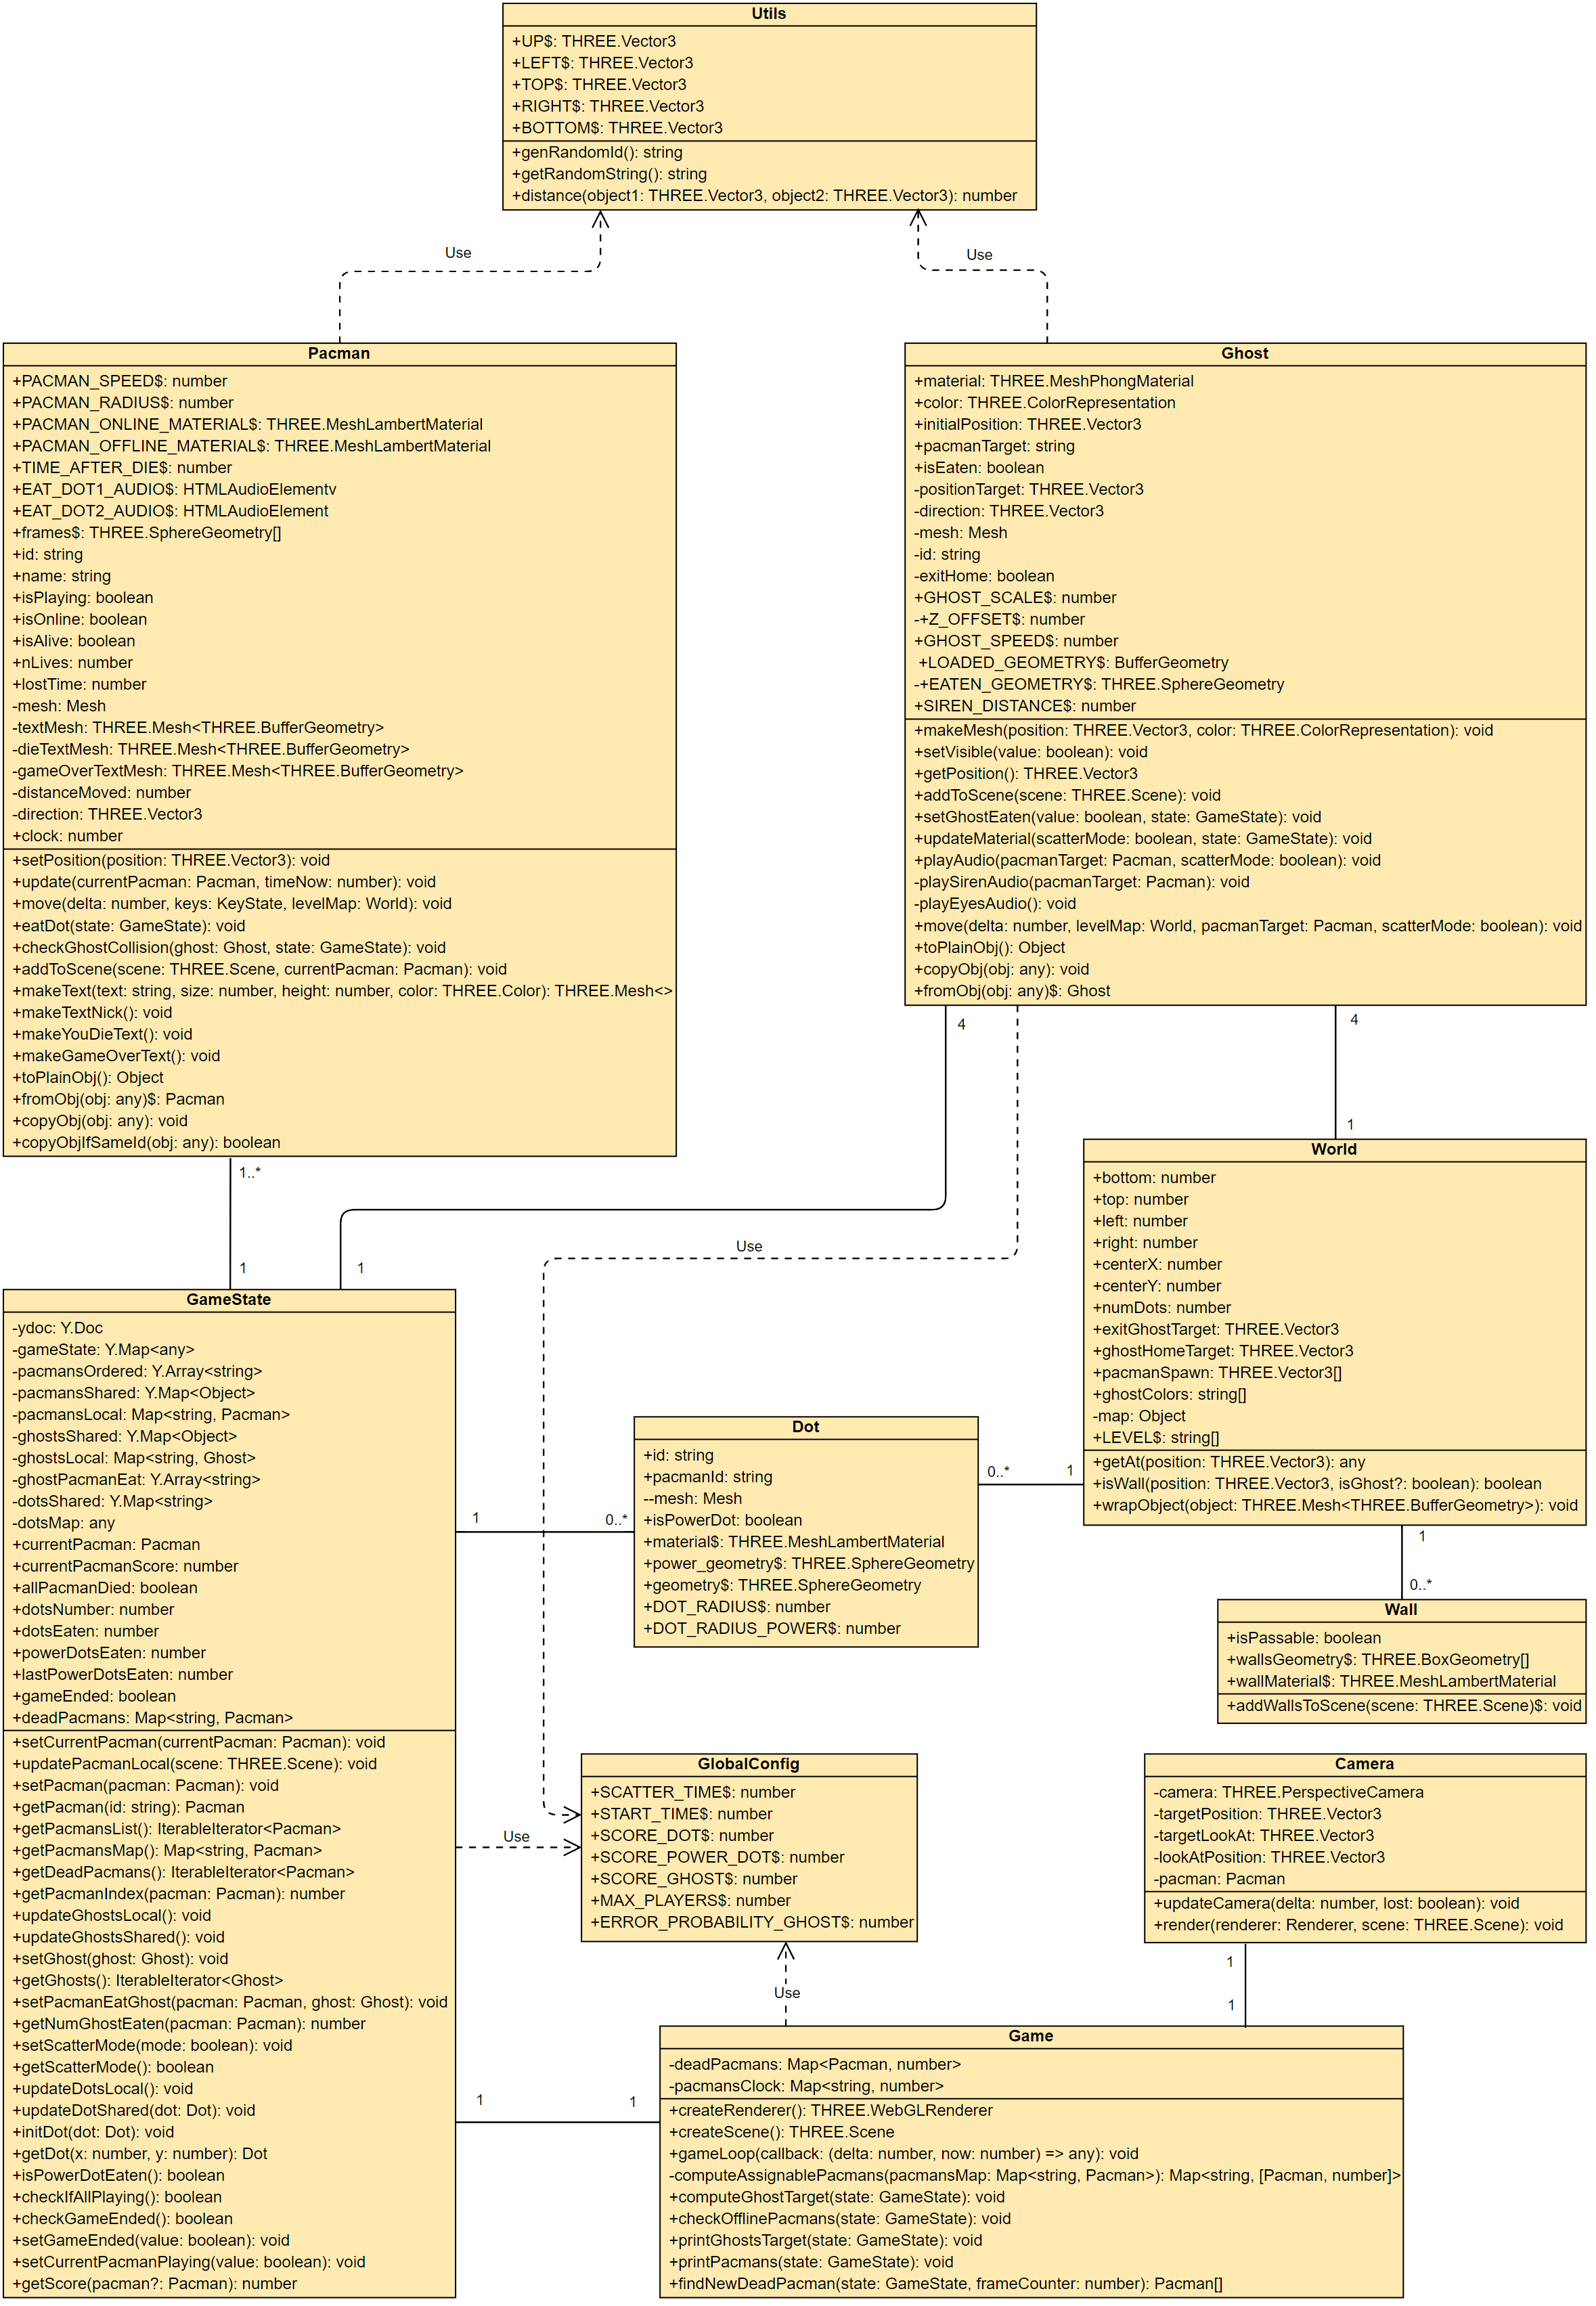 Utils
+UP$: THREE.Vector3
+LEFT$: THREE.Vector3
+TOP$: THREE.Vector3
+RIGHT$: THREE.Vector3
+BOTTOM$: THREE.Vector3
+genRandomId(): string
+getRandomString(): string
+distance(object1: THREE.Vector3, object2: THREE.Vector3): number
Use
Use
Pacman
+PACMAN_SPEED$: number
+PACMAN_RADIUS$: number
+PACMAN_ONLINE_MATERIAL$: THREE.MeshLambertMaterial
+PACMAN_OFFLINE_MATERIAL$: THREE.MeshLambertMaterial
+TIME_AFTER_DIE$: number
+EAT_DOT1_AUDIO$: HTMLAudioElementv
+EAT_DOT2_AUDIO$: HTMLAudioElement
+frames$: THREE.SphereGeometry[]
+id: string
+name: string
+isPlaying: boolean
+isOnline: boolean
+isAlive: boolean
+nLives: number
+lostTime: number
-mesh: Mesh
-textMesh: THREE.Mesh<THREE.BufferGeometry>
-dieTextMesh: THREE.Mesh<THREE.BufferGeometry>
-gameOverTextMesh: THREE.Mesh<THREE.BufferGeometry>
-distanceMoved: number
-direction: THREE.Vector3
+clock: number
+setPosition(position: THREE.Vector3): void
+update(currentPacman: Pacman, timeNow: number): void
+move(delta: number, keys: KeyState, levelMap: World): void
+eatDot(state: GameState): void
+checkGhostCollision(ghost: Ghost, state: GameState): void
+addToScene(scene: THREE.Scene, currentPacman: Pacman): void
+makeText(text: string, size: number, height: number, color: THREE.Color): THREE.Mesh<>
+makeTextNick(): void
+makeYouDieText(): void
+makeGameOverText(): void
+toPlainObj(): Object
+fromObj(obj: any)$: Pacman
+copyObj(obj: any): void
+copyObjIfSameId(obj: any): boolean
Ghost
+material: THREE.MeshPhongMaterial
+color: THREE.ColorRepresentation
+initialPosition: THREE.Vector3
+pacmanTarget: string
+isEaten: boolean
-positionTarget: THREE.Vector3
-direction: THREE.Vector3
-mesh: Mesh
-id: string
-exitHome: boolean
+GHOST_SCALE$: number
-+Z_OFFSET$: number
+GHOST_SPEED$: number
+LOADED_GEOMETRY$: BufferGeometry
-+EATEN_GEOMETRY$: THREE.SphereGeometry
+SIREN_DISTANCE$: number
+makeMesh(position: THREE.Vector3, color: THREE.ColorRepresentation): void
+setVisible(value: boolean): void
+getPosition(): THREE.Vector3
+addToScene(scene: THREE.Scene): void
+setGhostEaten(value: boolean, state: GameState): void
+updateMaterial(scatterMode: boolean, state: GameState): void
+playAudio(pacmanTarget: Pacman, scatterMode: boolean): void
-playSirenAudio(pacmanTarget: Pacman): void
-playEyesAudio(): void
+move(delta: number, levelMap: World, pacmanTarget: Pacman, scatterMode: boolean): void
+toPlainObj(): Object
+copyObj(obj: any): void
+fromObj(obj: any)$: Ghost
4
4
1
1..*
Use
1
1
World
+bottom: number
+top: number
+left: number
+right: number
+centerX: number
+centerY: number
+numDots: number
+exitGhostTarget: THREE.Vector3
+ghostHomeTarget: THREE.Vector3
+pacmanSpawn: THREE.Vector3[]
+ghostColors: string[]
-map: Object
+LEVEL$: string[]
+getAt(position: THREE.Vector3): any
+isWall(position: THREE.Vector3, isGhost?: boolean): boolean
+wrapObject(object: THREE.Mesh<THREE.BufferGeometry>): void
GameState
-ydoc: Y.Doc
-gameState: Y.Map<any>
-pacmansOrdered: Y.Array<string>
-pacmansShared: Y.Map<Object>
-pacmansLocal: Map<string, Pacman>
-ghostsShared: Y.Map<Object>
-ghostsLocal: Map<string, Ghost>
-ghostPacmanEat: Y.Array<string>
-dotsShared: Y.Map<string>
-dotsMap: any
+currentPacman: Pacman
+currentPacmanScore: number
+allPacmanDied: boolean
+dotsNumber: number
+dotsEaten: number
+powerDotsEaten: number
+lastPowerDotsEaten: number
+gameEnded: boolean
+deadPacmans: Map<string, Pacman>
+setCurrentPacman(currentPacman: Pacman): void
+updatePacmanLocal(scene: THREE.Scene): void
+setPacman(pacman: Pacman): void
+getPacman(id: string): Pacman
+getPacmansList(): IterableIterator<Pacman>
+getPacmansMap(): Map<string, Pacman>
+getDeadPacmans(): IterableIterator<Pacman>
+getPacmanIndex(pacman: Pacman): number
+updateGhostsLocal(): void
+updateGhostsShared(): void
+setGhost(ghost: Ghost): void
+getGhosts(): IterableIterator<Ghost>
+setPacmanEatGhost(pacman: Pacman, ghost: Ghost): void
+getNumGhostEaten(pacman: Pacman): number
+setScatterMode(mode: boolean): void
+getScatterMode(): boolean
+updateDotsLocal(): void
+updateDotShared(dot: Dot): void
+initDot(dot: Dot): void
+getDot(x: number, y: number): Dot
+isPowerDotEaten(): boolean
+checkIfAllPlaying(): boolean
+checkGameEnded(): boolean
+setGameEnded(value: boolean): void
+setCurrentPacmanPlaying(value: boolean): void
+getScore(pacman?: Pacman): number
Dot
+id: string
+pacmanId: string
--mesh: Mesh
+isPowerDot: boolean
+material$: THREE.MeshLambertMaterial
+power_geometry$: THREE.SphereGeometry
+geometry$: THREE.SphereGeometry
+DOT_RADIUS$: number
+DOT_RADIUS_POWER$: number
0..*
1
1
0..*
1
0..*
Wall
+isPassable: boolean
+wallsGeometry$: THREE.BoxGeometry[]
+wallMaterial$: THREE.MeshLambertMaterial
+addWallsToScene(scene: THREE.Scene)$: void
GlobalConfig
+SCATTER_TIME$: number
+START_TIME$: number
+SCORE_DOT$: number
+SCORE_POWER_DOT$: number
+SCORE_GHOST$: number
+MAX_PLAYERS$: number
+ERROR_PROBABILITY_GHOST$: number
Use
Camera
-camera: THREE.PerspectiveCamera
-targetPosition: THREE.Vector3
-targetLookAt: THREE.Vector3
-lookAtPosition: THREE.Vector3
-pacman: Pacman
+updateCamera(delta: number, lost: boolean): void
+render(renderer: Renderer, scene: THREE.Scene): void
1
Use
1
Game
-deadPacmans: Map<Pacman, number>
-pacmansClock: Map<string, number>
+createRenderer(): THREE.WebGLRenderer
+createScene(): THREE.Scene
+gameLoop(callback: (delta: number, now: number) => any): void
-computeAssignablePacmans(pacmansMap: Map<string, Pacman>): Map<string, [Pacman, number]>
+computeGhostTarget(state: GameState): void
+checkOfflinePacmans(state: GameState): void
+printGhostsTarget(state: GameState): void
+printPacmans(state: GameState): void
+findNewDeadPacman(state: GameState, frameCounter: number): Pacman[]
1
1